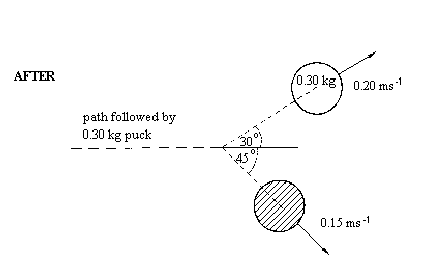 0.30 kg
0.20 ms⁻¹
AFTER
path followed by
0.30 kg puck
30°
45°
0.15 ms⁻¹